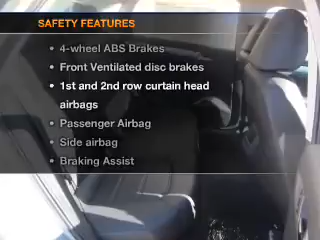 SAFETY FEATURES
• 4-wheel ABS Brakes
• Front Ventilated disc brakes
• 1st and 2nd row curtain head
airbags
• Passenger Airbag
• Side airbag
• Braking Assist